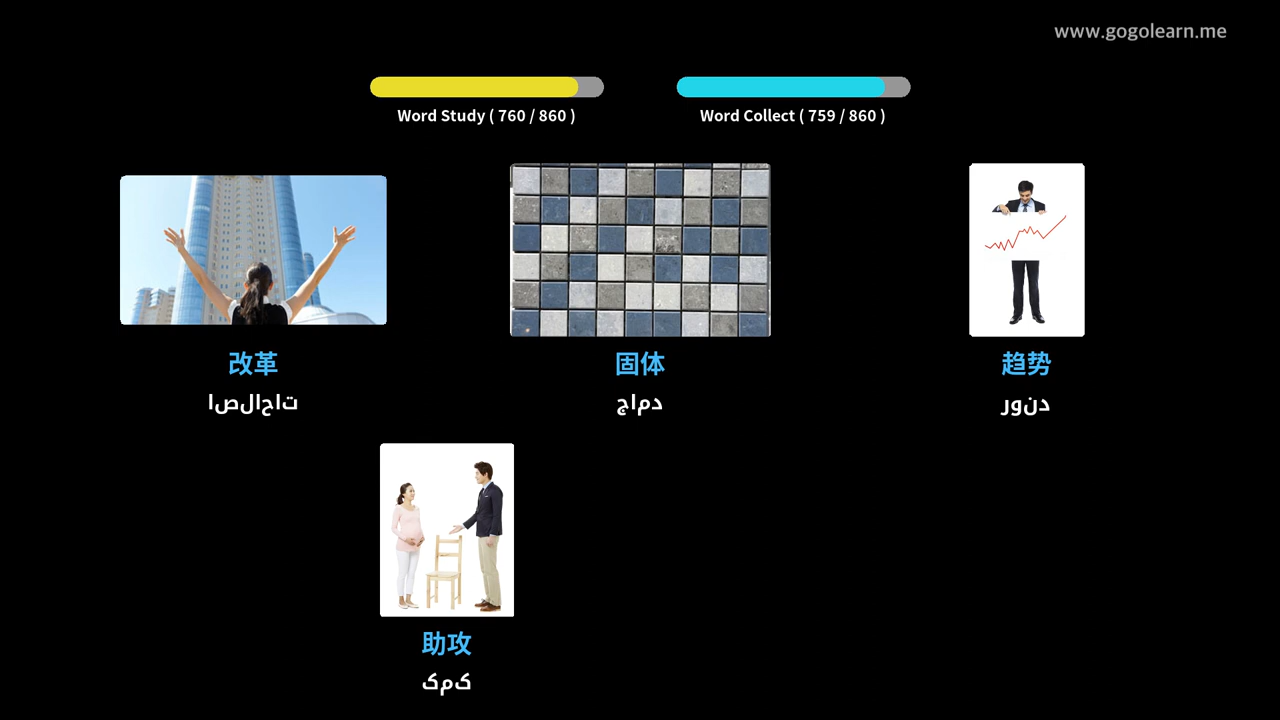 www.gogolearn.me
Word Study ( 760 / 860 )
Word Collect ( 759 / 860 )
改革
اصلاحات
固体
جامد
趋势
روند
助攻
کمک